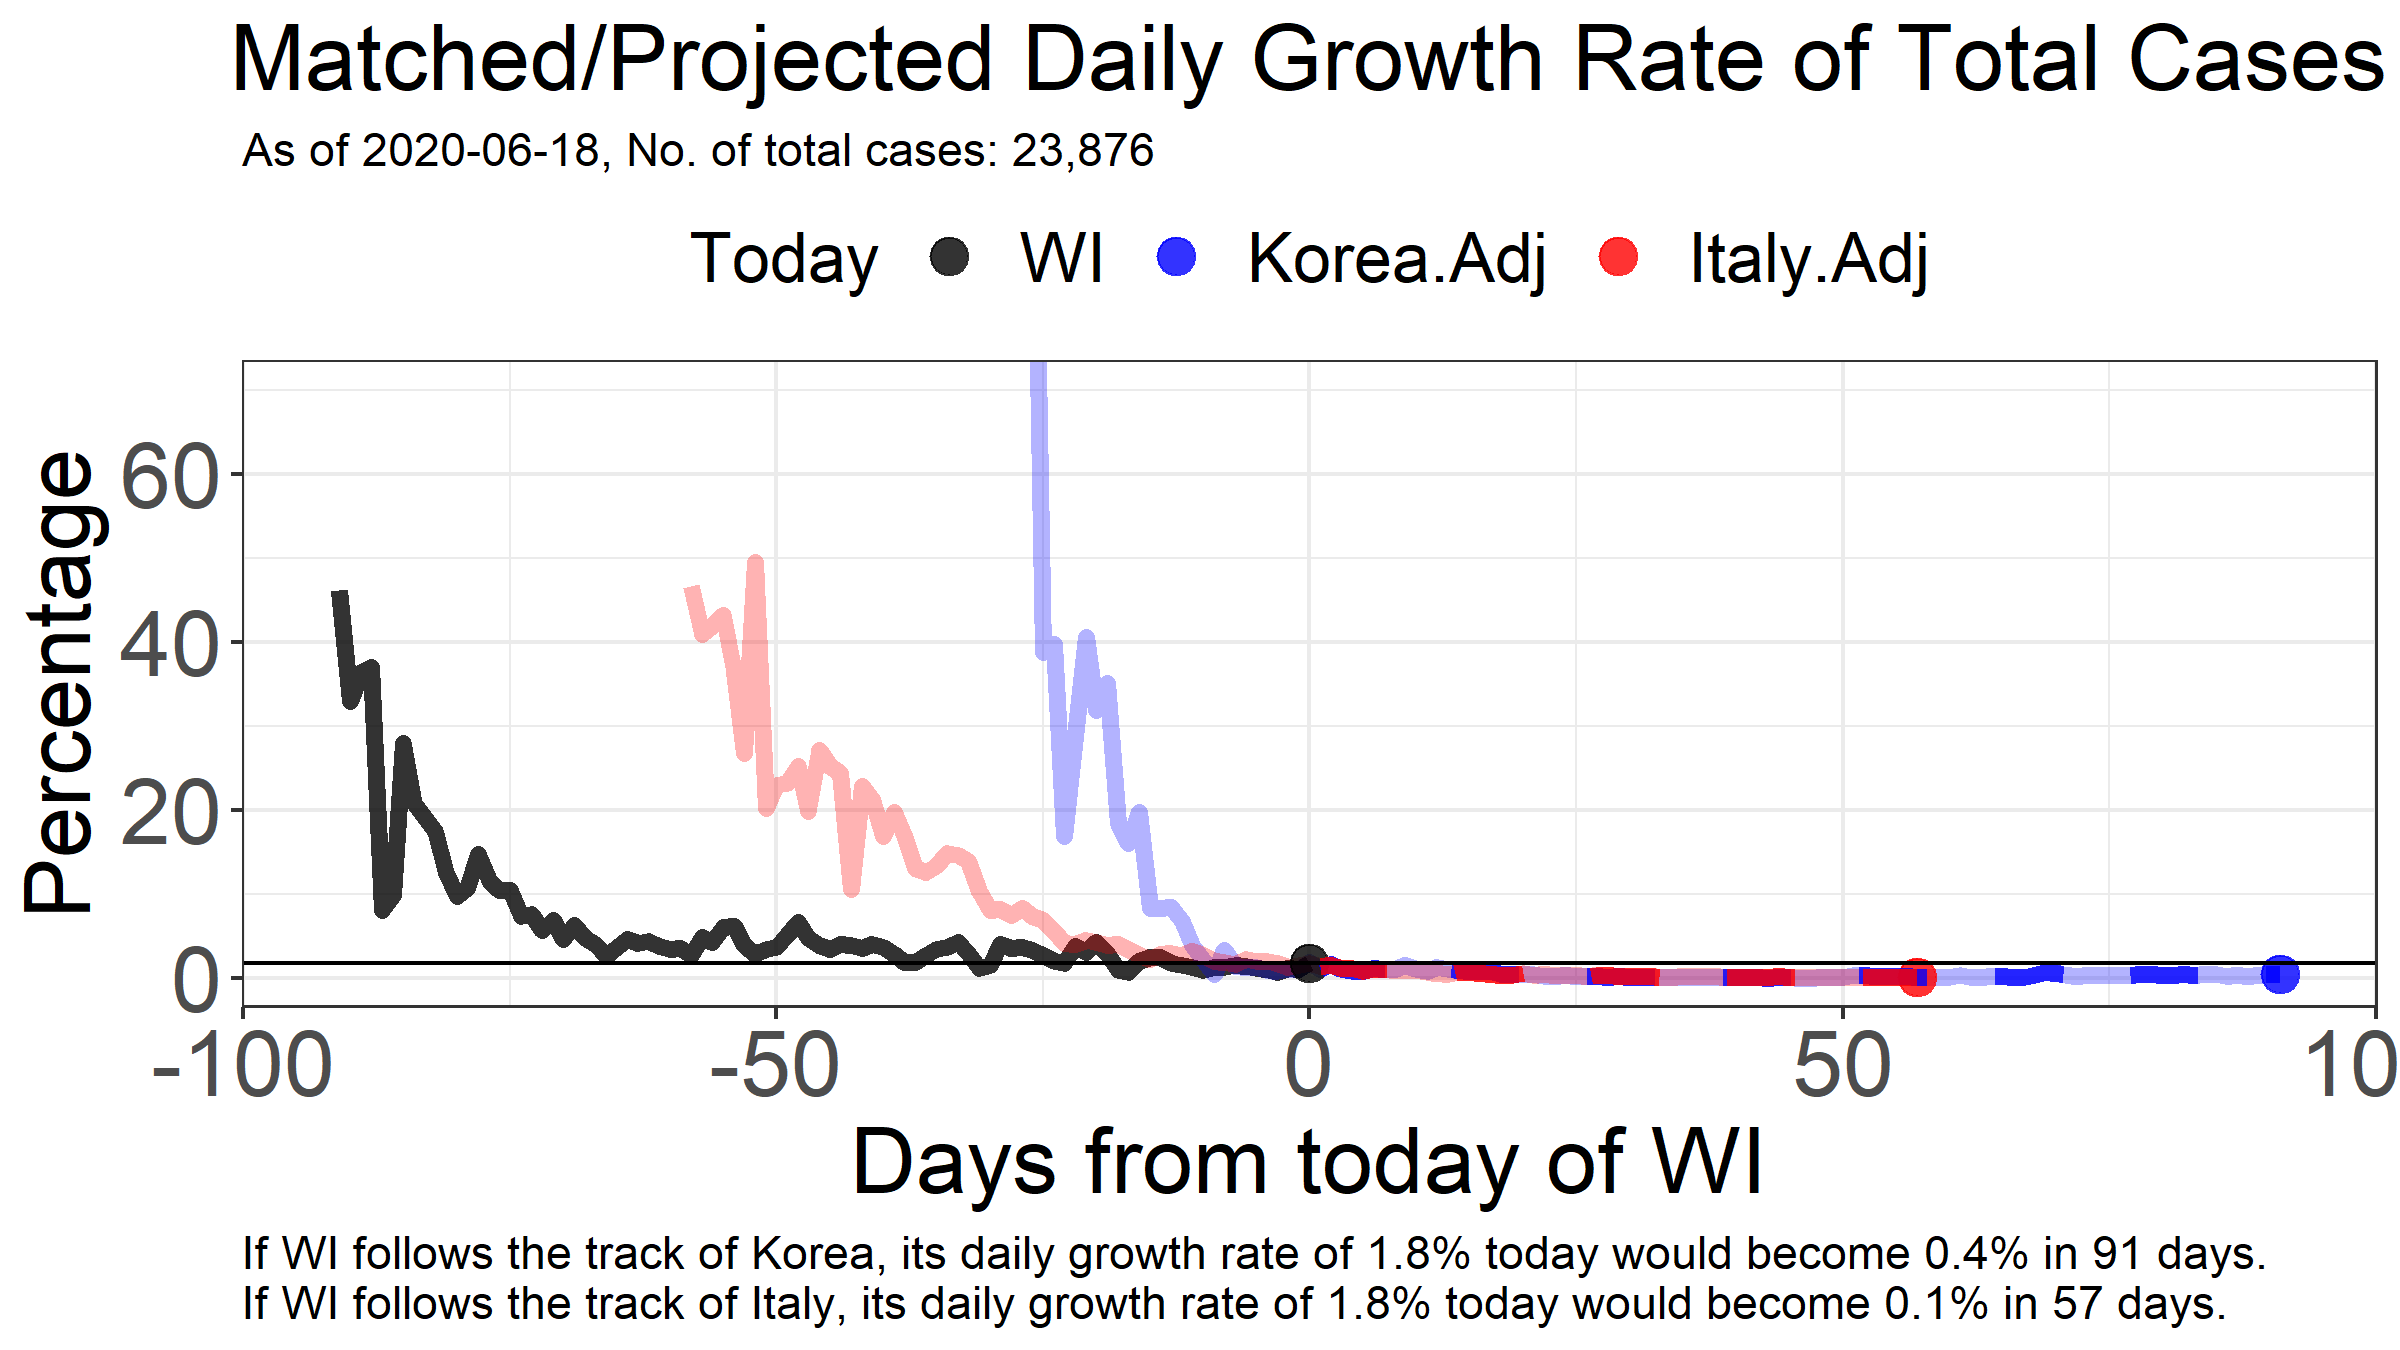 Matched/Projected Daily Growth Rate of Total Cases
As of 2020-06-18, No. of total cases: 23,876
Today WI Korea.Adj Italy.Adj
Percentage
60
40
20
0
-100 -50 0 50 10
Days from today of WI
If WI follows the track of Korea, its daily growth rate of 1.8% today would become 0.4% in 91 days.
If WI follows the track of Italy, its daily growth rate of 1.8% today would become 0.1% in 57 days.